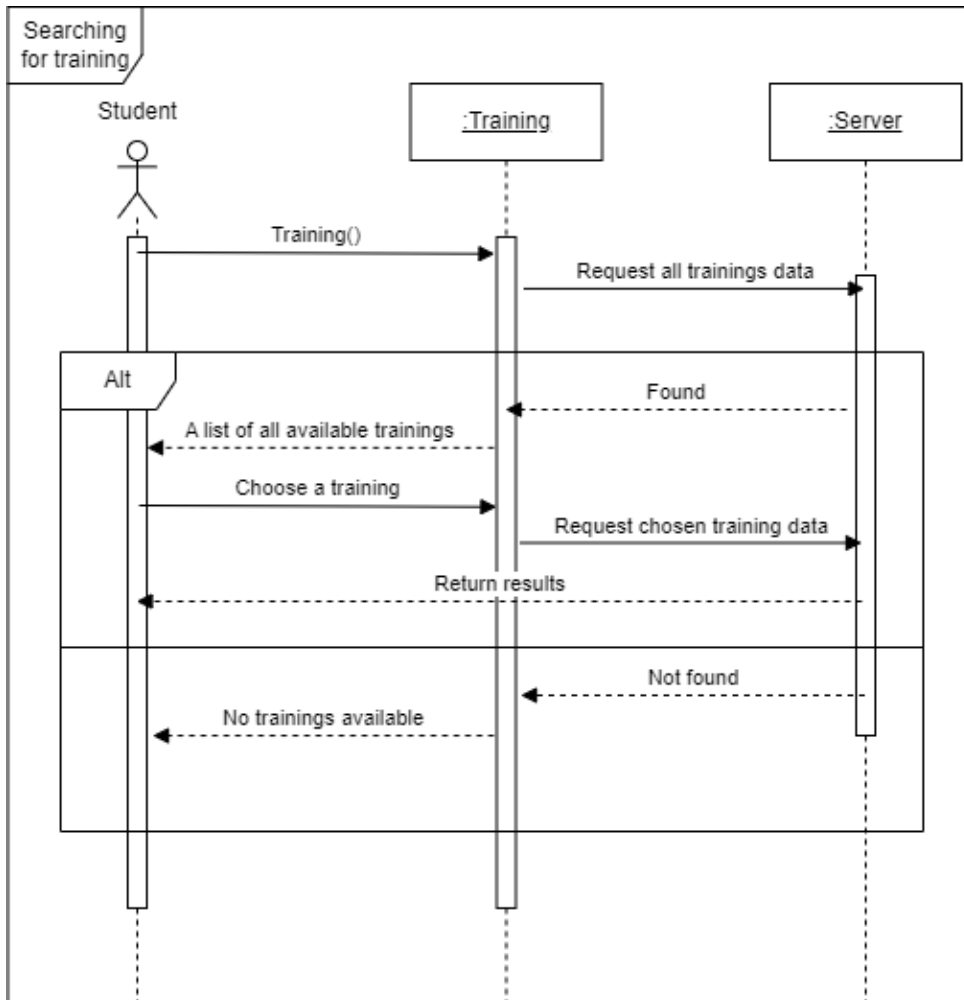 Searching
for training
Student
:Training
:Server
Training()
Request all trainings data
Alt
Found
A list of all available trainings
Choose a training
Request chosen training data
Return results
Not found
No trainings available